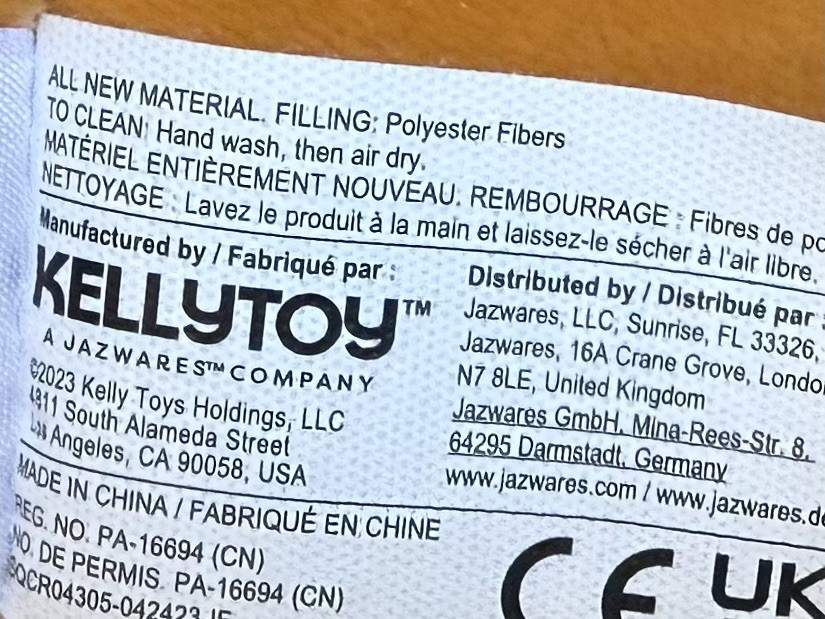 ALL NEW MATERIAL. FILLING: Polyester Fibers
TO CLEAN: Hand wash, then air dry.
MATÉRIEL ENTIÈREMENT NOUVEAU. REMBOURRAGE : Fibres de
NETTOYAGE : Lavez le produit à la main et laissez-le sécher à l'air libre.
Manufactured by / Fabriqué par :
KELLYTOY™
A JAZWARES™ COMPANY
©2023 Kelly Toys Holdings, LLC
4811 South Alameda Street
Los Angeles, CA 90058, USA
Distributed by / Distribué par :
Jazwares, LLC, Sunrise, FL 33326,
Jazwares, 16A Crane Grove,
N7 8LE, United Kingdom
Jazwares GmbH, Mina-Rees-Str. 8,
64295 Darmstadt, Germany
www.jazwares.com / www.jazwares.de
MADE IN CHINA / FABRIQUÉ EN CHINE
REG. NO. PA-16694 (CN)
NO. DE PERMIS. PA-16694 (CN)
CE UK